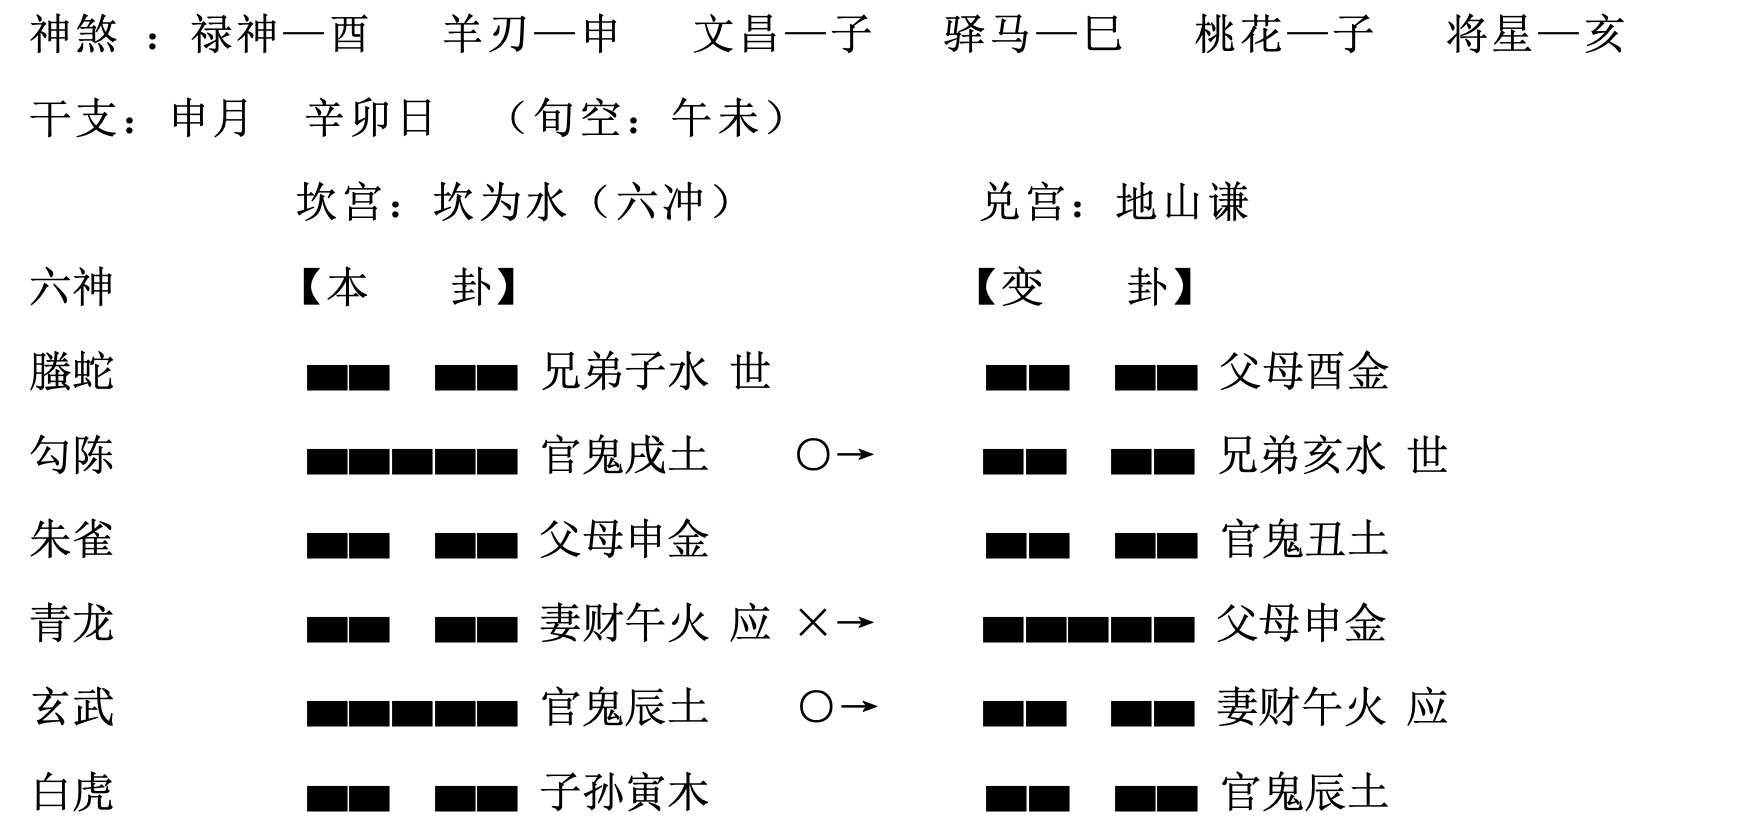 神煞 ：禄神—酉 羊刃—申 文昌—子 驿马—巳 桃花—子 将星—亥
干支：申月 辛卯日 （旬空：午未）
坎宫：坎为水（六冲） 兑宫：地山谦
六神 【本 卦】 【变 卦】
螣蛇 兄弟子水 世 父母酉金
勾陈 官鬼戌土 〇→ 兄弟亥水 世
朱雀 父母申金 官鬼丑土
青龙 妻财午火 应 ×→ 父母申金
玄武 官鬼辰土 〇→ 妻财午火 应
白虎 子孙寅木 官鬼辰土